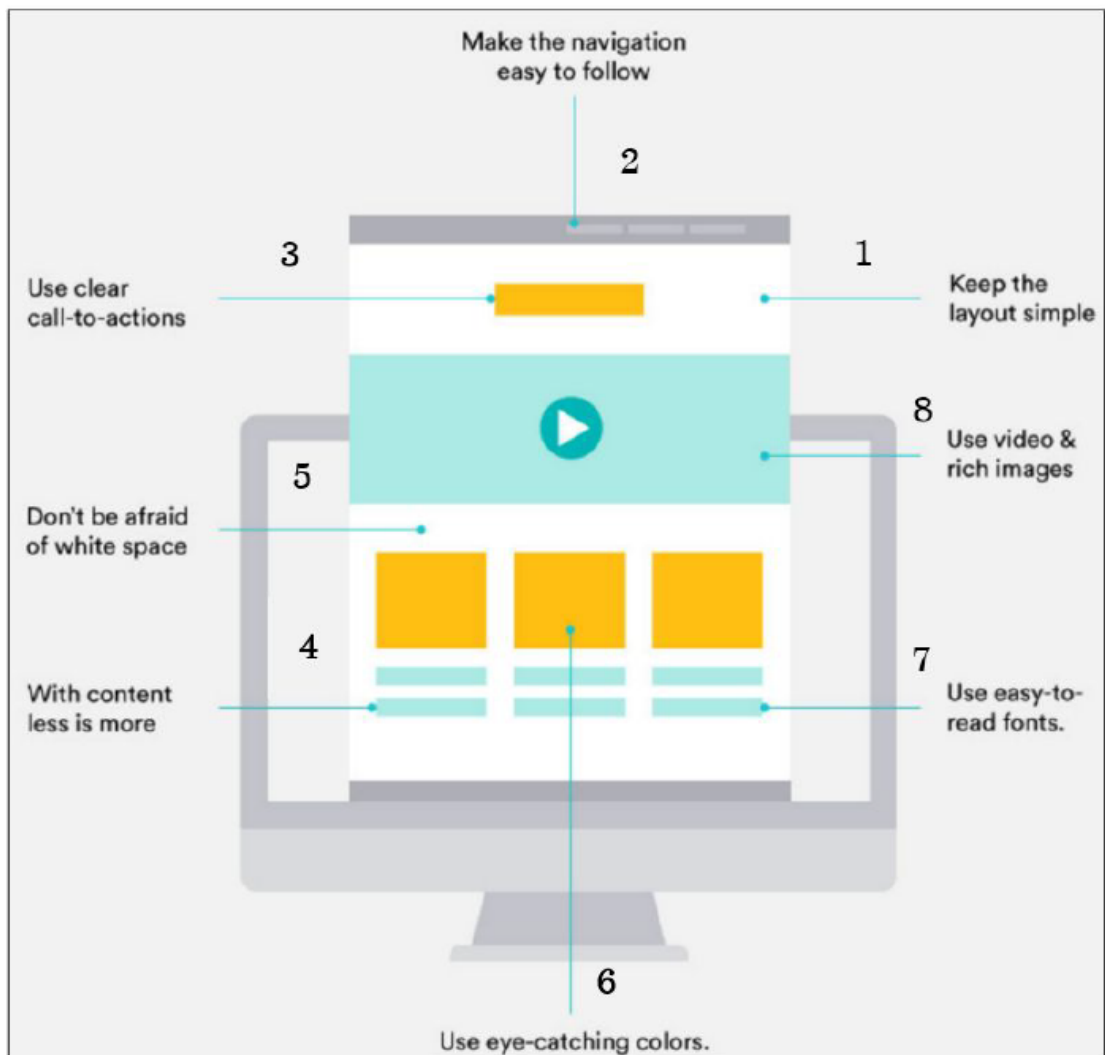 Make the navigation
easy to follow
2
3
1
Use clear
call-to-actions
Keep the
layout simple
8
Use video &
rich images
5
Don't be afraid
of white space
4
7
With content
less is more
Use easy-to-
read fonts.
6
Use eye-catching colors.